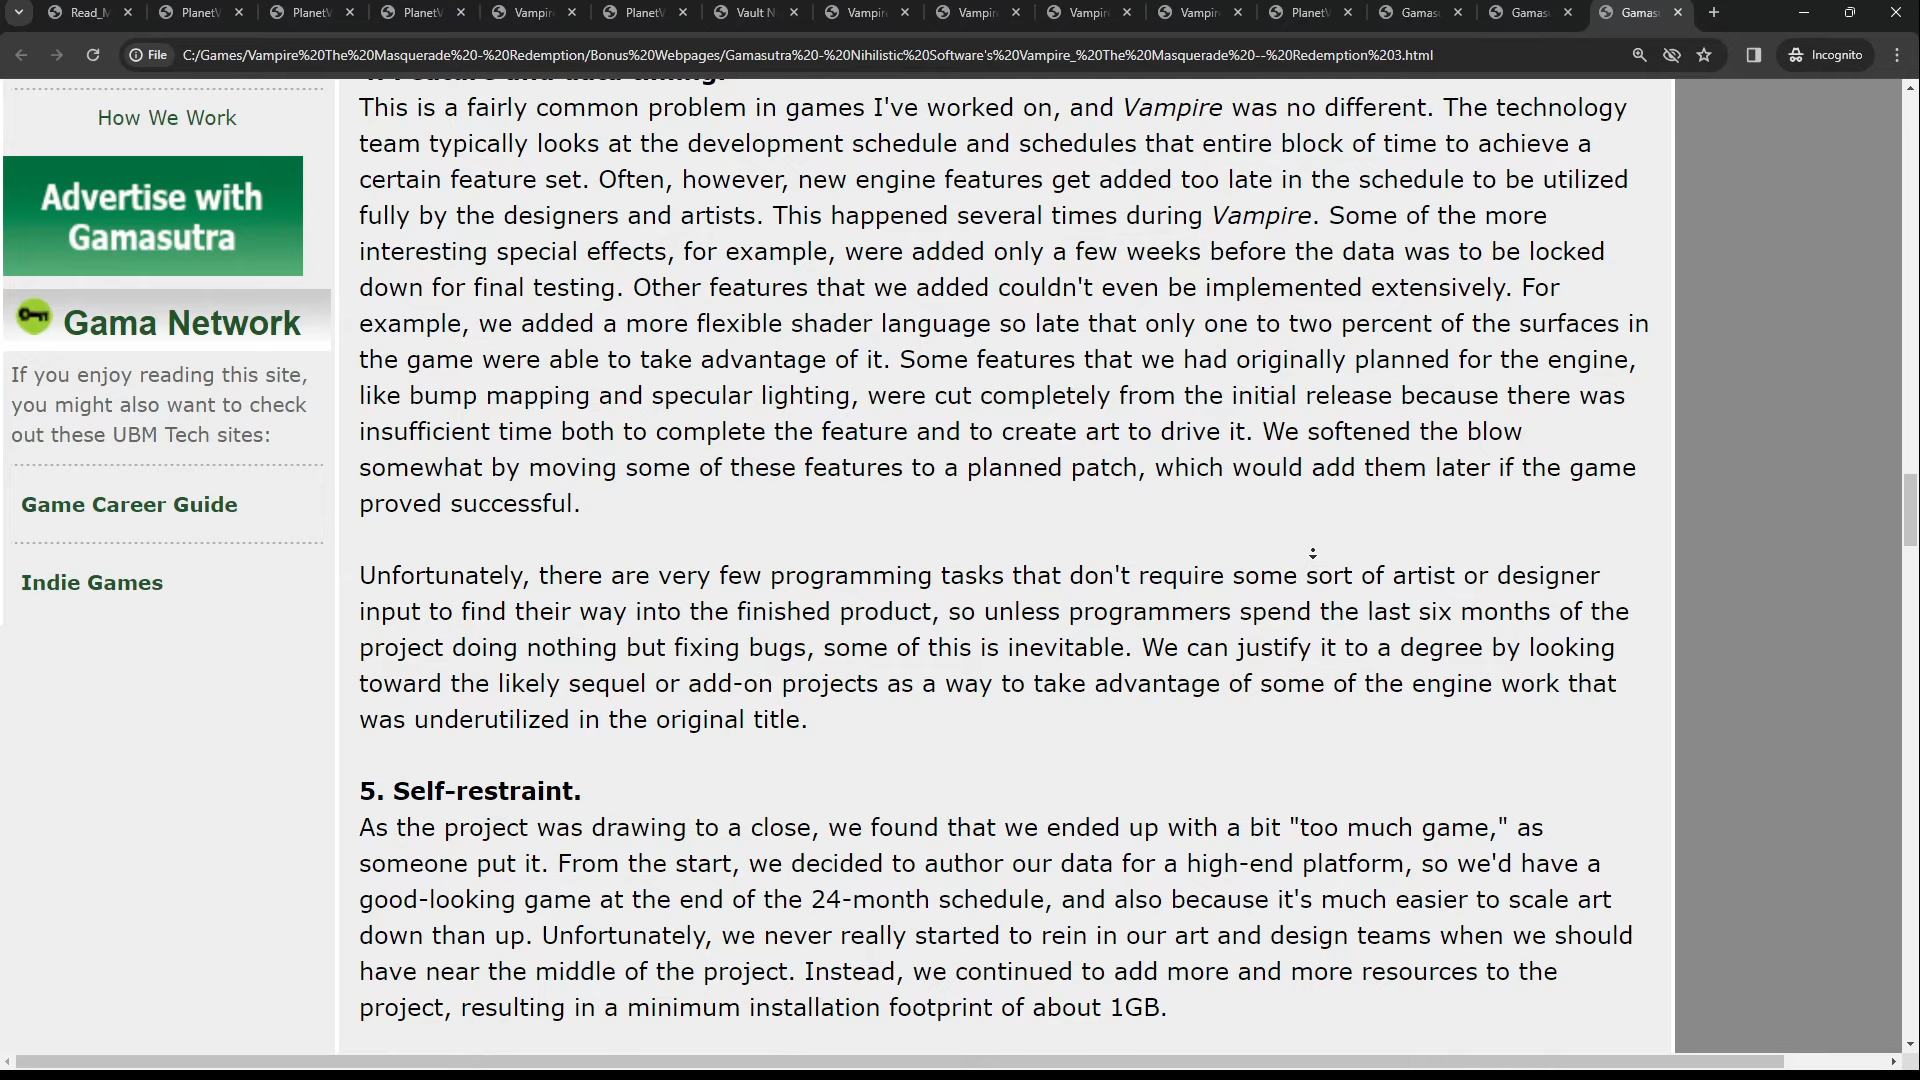 Read_M
PlanetV
PlanetV
PlanetV
Vampir
PlanetV
Vault N
Vampir
Vampir
Vampir
Vampir
PlanetV
Gamas
Gamas
Gamas
File
C:/Games/Vampire%20The%20Masquerade%20-%20Redemption/Bonus%20Webpages/Gamasutra%20-%20Nihilistic%20Software's%20Vampire_%20The%20Masquerade%20--%20Redemption%203.html
Incognito
How We Work
Advertise with
Gamasutra
Gama Network
If you enjoy reading this site,
you might also want to check
out these UBM Tech sites:
Game Career Guide
Indie Games
This is a fairly common problem in games I've worked on, and Vampire was no different. The technology
team typically looks at the development schedule and schedules that entire block of time to achieve a
certain feature set. Often, however, new engine features get added too late in the schedule to be utilized
fully by the designers and artists. This happened several times during Vampire. Some of the more
interesting special effects, for example, were added only a few weeks before the data was to be locked
down for final testing. Other features that we added couldn't even be implemented extensively. For
example, we added a more flexible shader language so late that only one to two percent of the surfaces in
the game were able to take advantage of it. Some features that we had originally planned for the engine,
like bump mapping and specular lighting, were cut completely from the initial release because there was
insufficient time both to complete the feature and to create art to drive it. We softened the blow
somewhat by moving some of these features to a planned patch, which would add them later if the game
proved successful.
Unfortunately, there are very few programming tasks that don't require some sort of artist or designer
input to find their way into the finished product, so unless programmers spend the last six months of the
project doing nothing but fixing bugs, some of this is inevitable. We can justify it to a degree by looking
toward the likely sequel or add-on projects as a way to take advantage of some of the engine work that
was underutilized in the original title.
5. Self-restraint.
As the project was drawing to a close, we found that we ended up with a bit "too much game," as
someone put it. From the start, we decided to author our data for a high-end platform, so we'd have a
good-looking game at the end of the 24-month schedule, and also because it's much easier to scale art
down than up. Unfortunately, we never really started to rein in our art and design teams when we should
have near the middle of the project. Instead, we continued to add more and more resources to the
project, resulting in a minimum installation footprint of about 1GB.